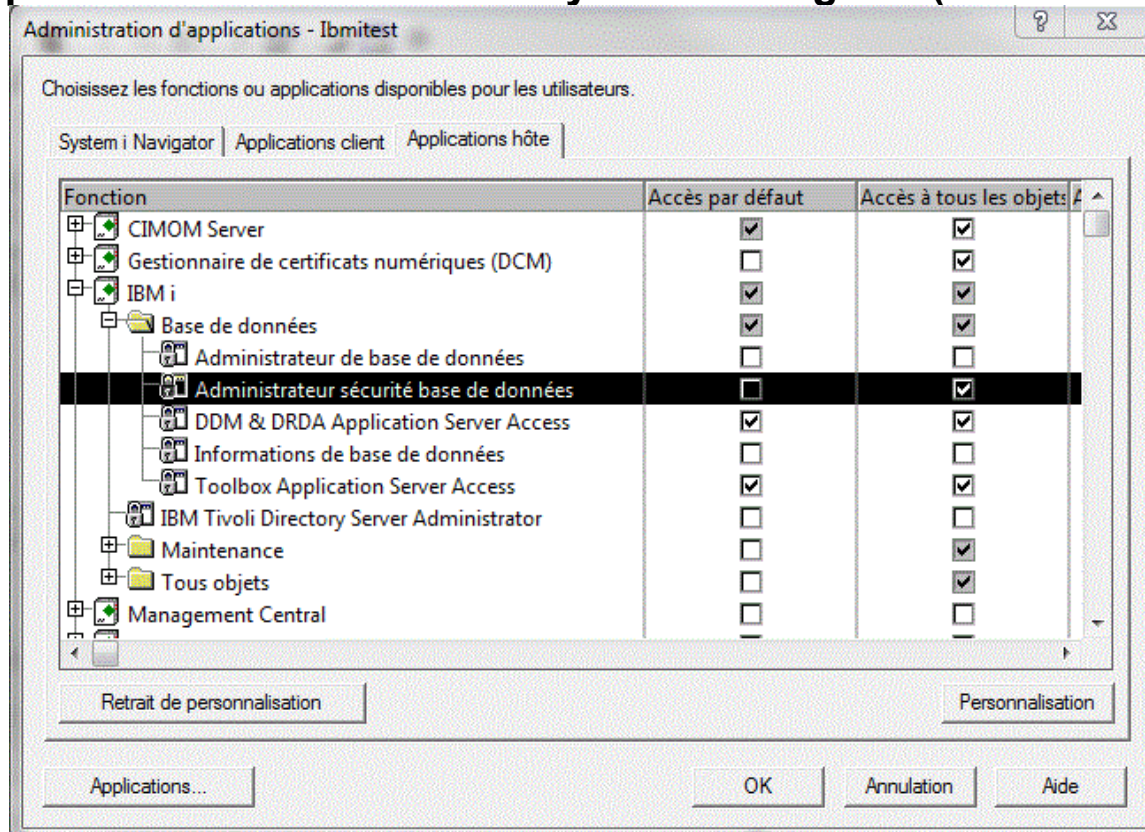 Administration d'applications - Ibmitest
Choisissez les fonctions ou applications disponibles pour les utilisateurs.
System i Navigator Applications client Applications hôte
Fonction Accès par défaut Accès à tous les objets
CIMOM Server
Gestionnaire de certificats numériques (DCM)
IBM i
Base de données
Administrateur de base de données
Administrateur sécurité base de données
DDM & DRDA Application Server Access
Informations de base de données
Toolbox Application Server Access
IBM Tivoli Directory Server Administrator
Maintenance
Tous objets
Management Central
Retrait de personnalisation Personnalisation
Applications... OK Annulation Aide